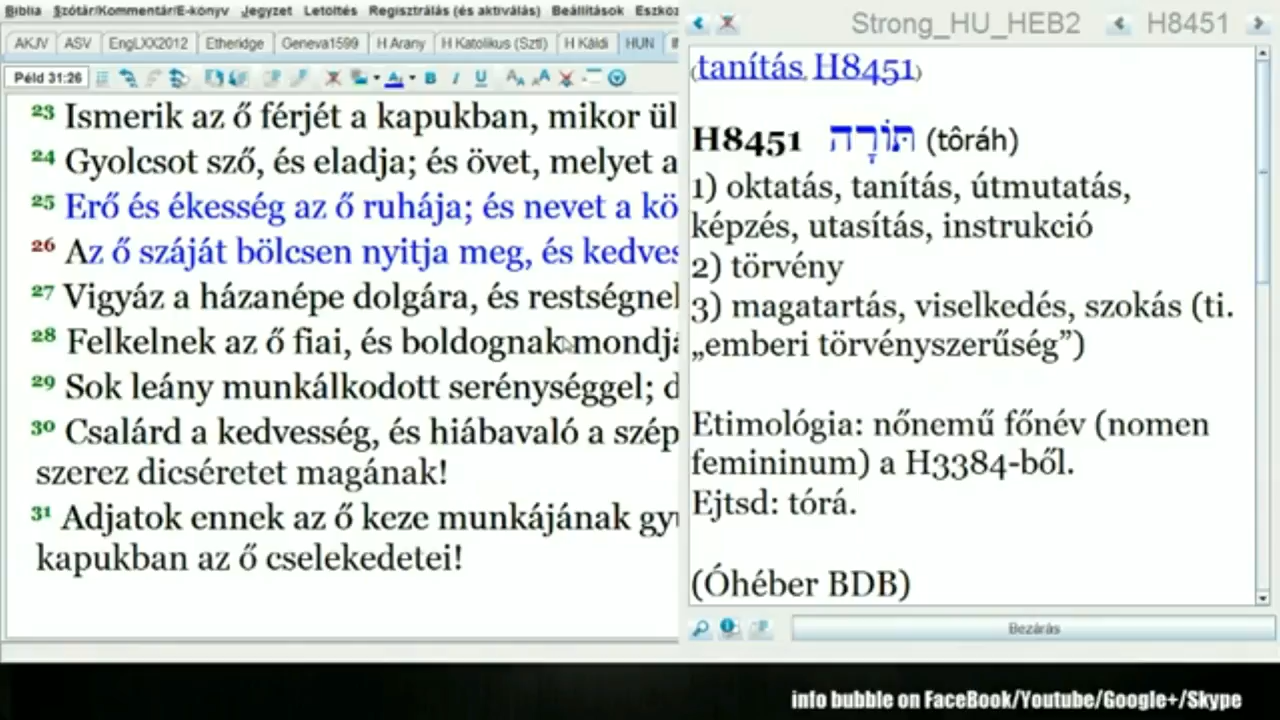 Biblia Szótár/Kommentár/E-könyv Jegyzet Letöltés Regisztrálás (és aktiválás) Beállítások Eszköz
AKJV ASV EngLXX2012 Etheridge Geneva1599 H Arany H Katolikus (SztI) H Káldi HUN
Péld 31:26
23 Ismerik az ő férjét a kapukban, mikor ül
24 Gyolcsot sző, és eladja; és övet, melyet a
25 Erő és ékesség az ő ruhája; és nevet a kö
26 Az ő száját bölcsen nyitja meg, és kedves
27 Vigyáz a házanépe dolgára, és restségnek
28 Felkelnek az ő fiai, és boldognak mondjá
29 Sok leány munkálkodott serénységgel; d
30 Csalárd a kedvesség, és hiábavaló a szép
szerez dicséretet magának!
31 Adjatok ennek az ő keze munkájának gyü
kapukban az ő cselekedetei!
Strong_HU_HEB2 H8451
(tanítás, H8451)
H8451 תּוֹרָה (tôráh)
1) oktatás, tanítás, útmutatás,
képzés, utasítás, instrukció
2) törvény
3) magatartás, viselkedés, szokás (ti.
„emberi törvényszerűség”)
Etimológia: nőnemű főnév (nomen
femininum) a H3384-ből.
Ejtsd: tórá.
(Óhéber BDB)
Bezárás
info bubble on FaceBook/Youtube/Google+/Skype